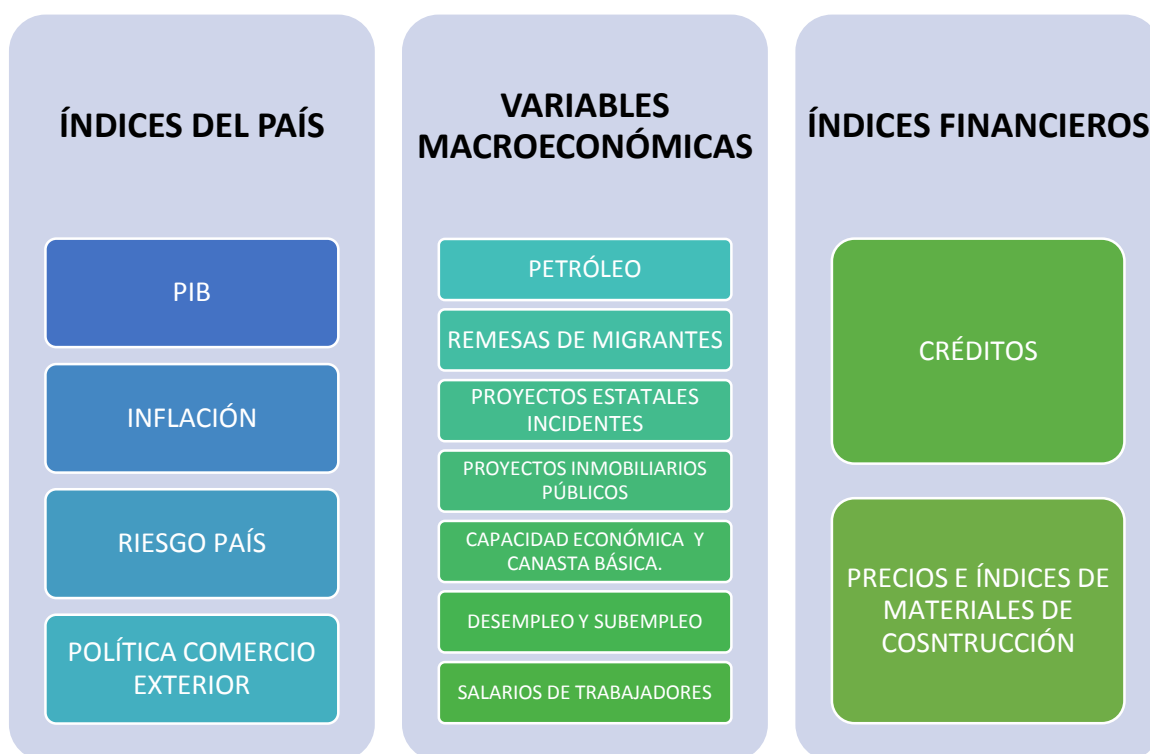 ÍNDICES DEL PAÍS
PIB
INFLACIÓN
RIESGO PAÍS
POLÍTICA COMERCIO
EXTERIOR
VARIABLES
MACROECONÓMICAS
PETRÓLEO
REMESAS DE MIGRANTES
PROYECTOS ESTATALES
INCIDENTES
PROYECTOS INMOBILIARIOS
PÚBLICOS
CAPACIDAD ECONÓMICA Y
CANASTA BÁSICA.
DESEMPLEO Y SUBEMPLEO
SALARIOS DE TRABAJADORES
ÍNDICES FINANCIEROS
CRÉDITOS
PRECIOS E ÍNDICES DE
MATERIALES DE
COSNTRUCCIÓN